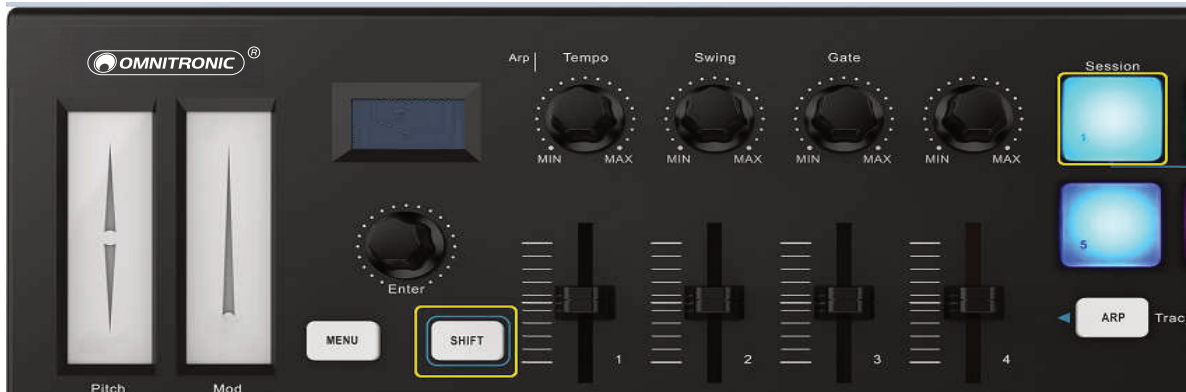 OMNITRONIC®
Arp Tempo Swing Gate
Session
MIN MAX MIN MAX MIN MAX MIN MAX
1
5
Enter
MENU SHIFT
ARP Trac
1 2 3 4
Pitch Mod